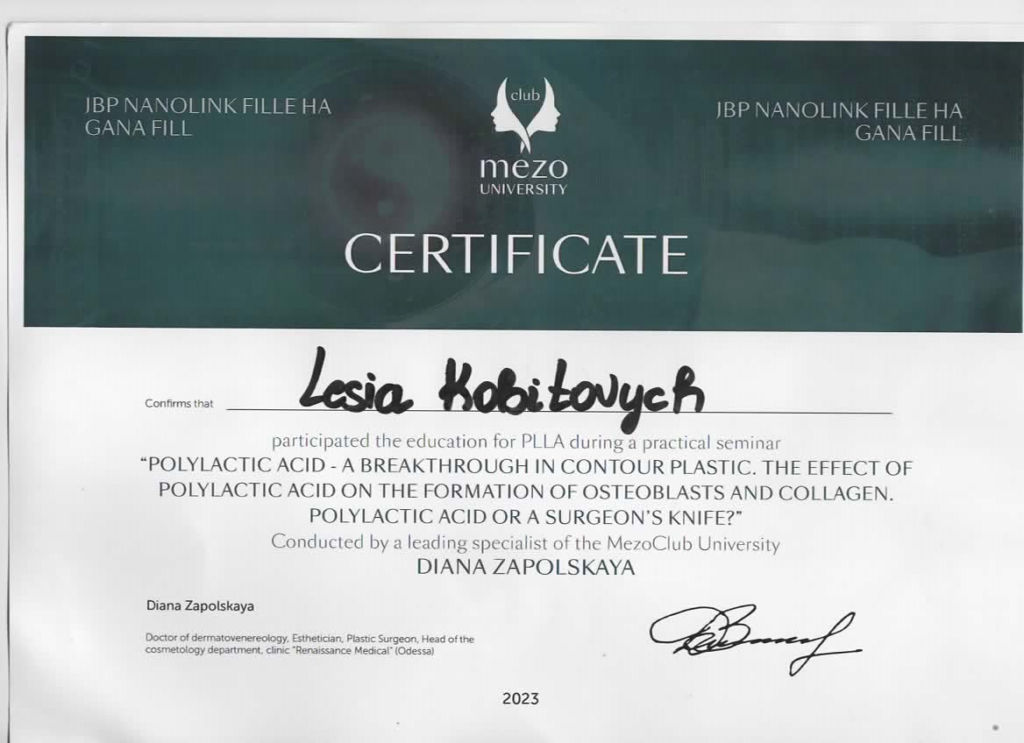 JBP NANOLINK FILLE HA
GANA FILL
club
mezo
UNIVERSITY
JBP NANOLINK FILLE HA
GANA FILL
CERTIFICATE
Confirms that Lesia Kobitovych
participated the education for PLLA during a practical seminar
"POLYLACTIC ACID - A BREAKTHROUGH IN CONTOUR PLASTIC. THE EFFECT OF
POLYLACTIC ACID ON THE FORMATION OF OSTEOBLASTS AND COLLAGEN.
POLYLACTIC ACID OR A SURGEON'S KNIFE?"
Conducted by a leading specialist of the MezoClub University
DIANA ZAPOLSKAYA
Diana Zapolskaya
Doctor of dermatovenereology, Esthetician, Plastic Surgeon, Head of the
cosmetology department, clinic "Renaissance Medical" (Odessa)
2023